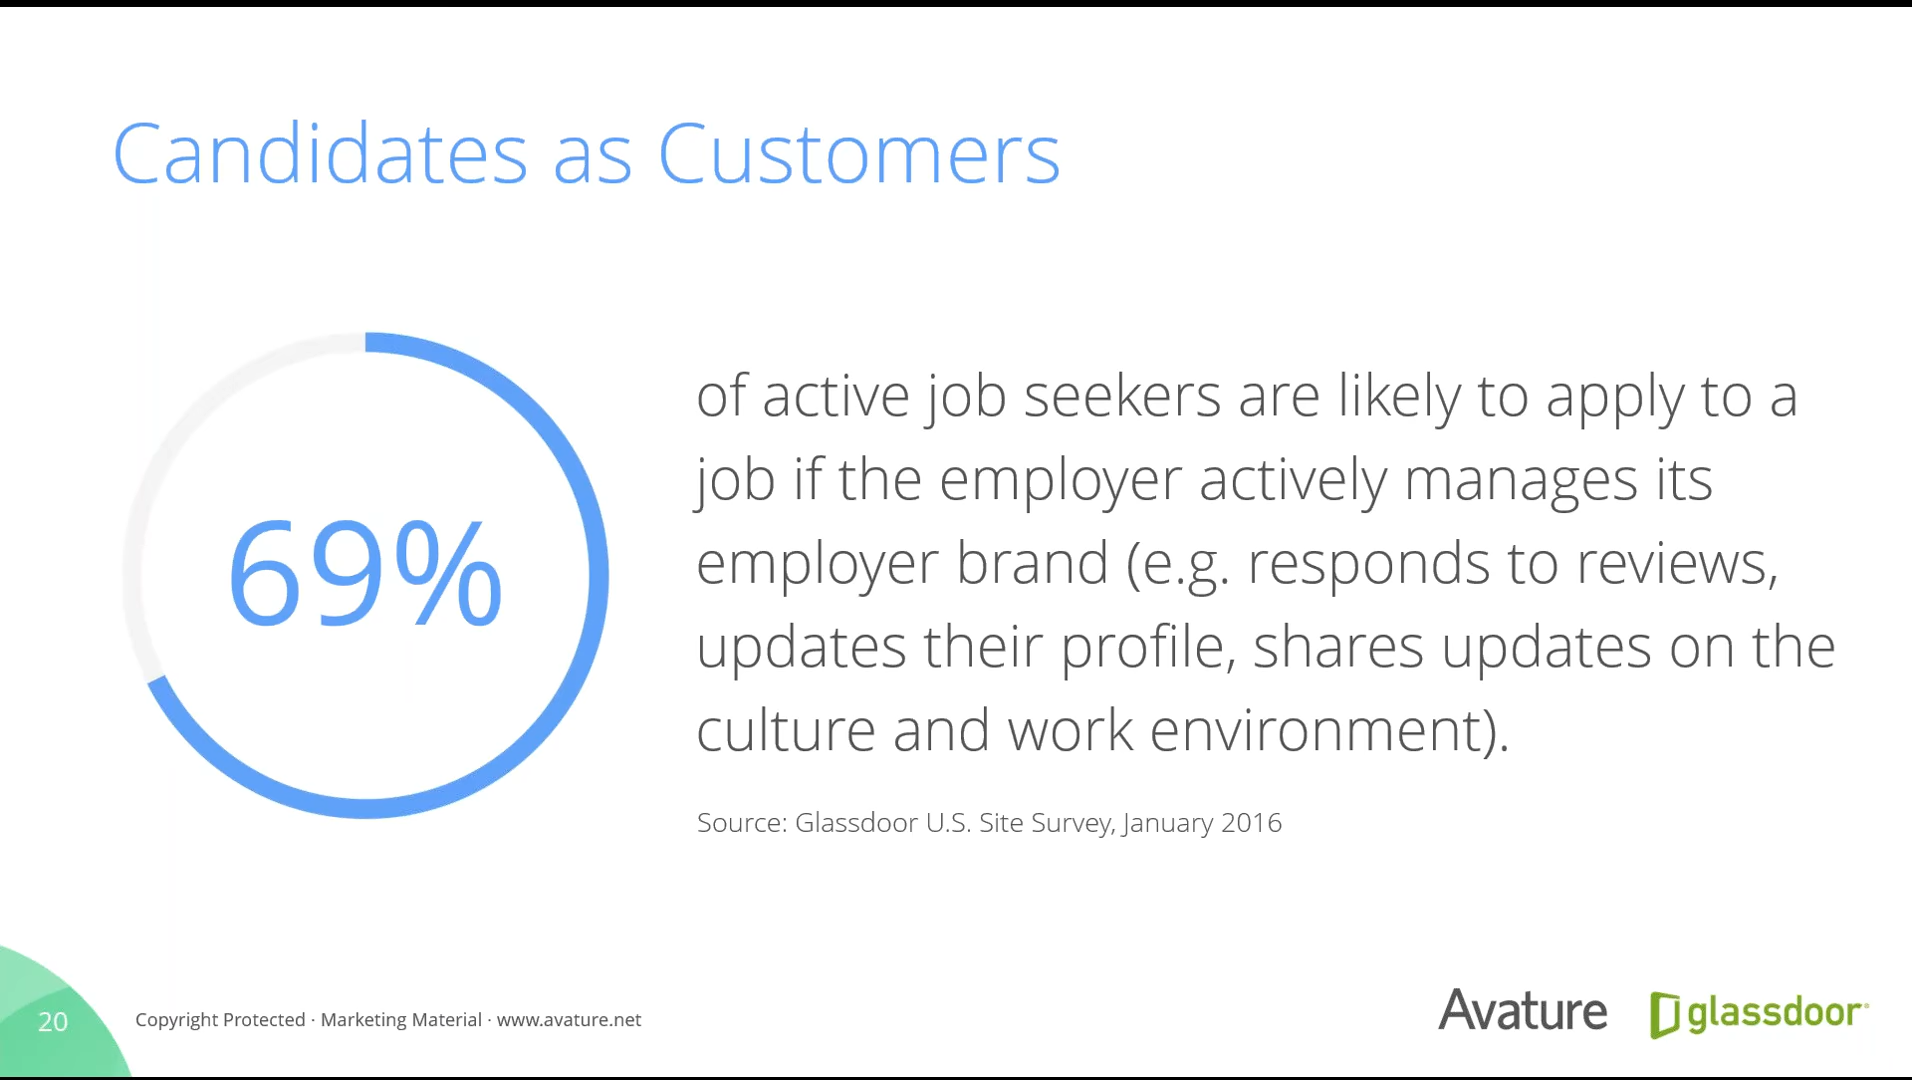 Candidates as Customers
69%
of active job seekers are likely to apply to a
job if the employer actively manages its
employer brand (e.g. responds to reviews,
updates their profile, shares updates on the
culture and work environment).
Source: Glassdoor U.S. Site Survey, January 2016
20
Copyright Protected · Marketing Material · www.avature.net
Avature
glassdoor